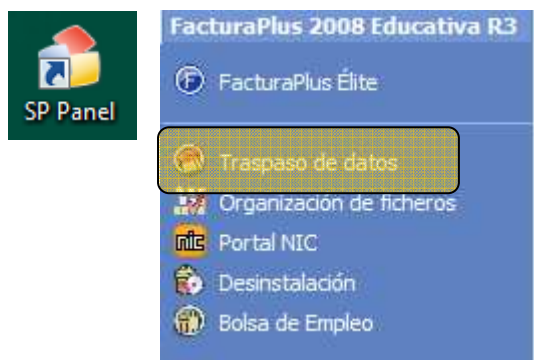 SP Panel
FacturaPlus 2008 Educativa R3
FacturaPlus Élite
Traspaso de datos
Organización de ficheros
nic Portal NIC
Desinstalación
Bolsa de Empleo